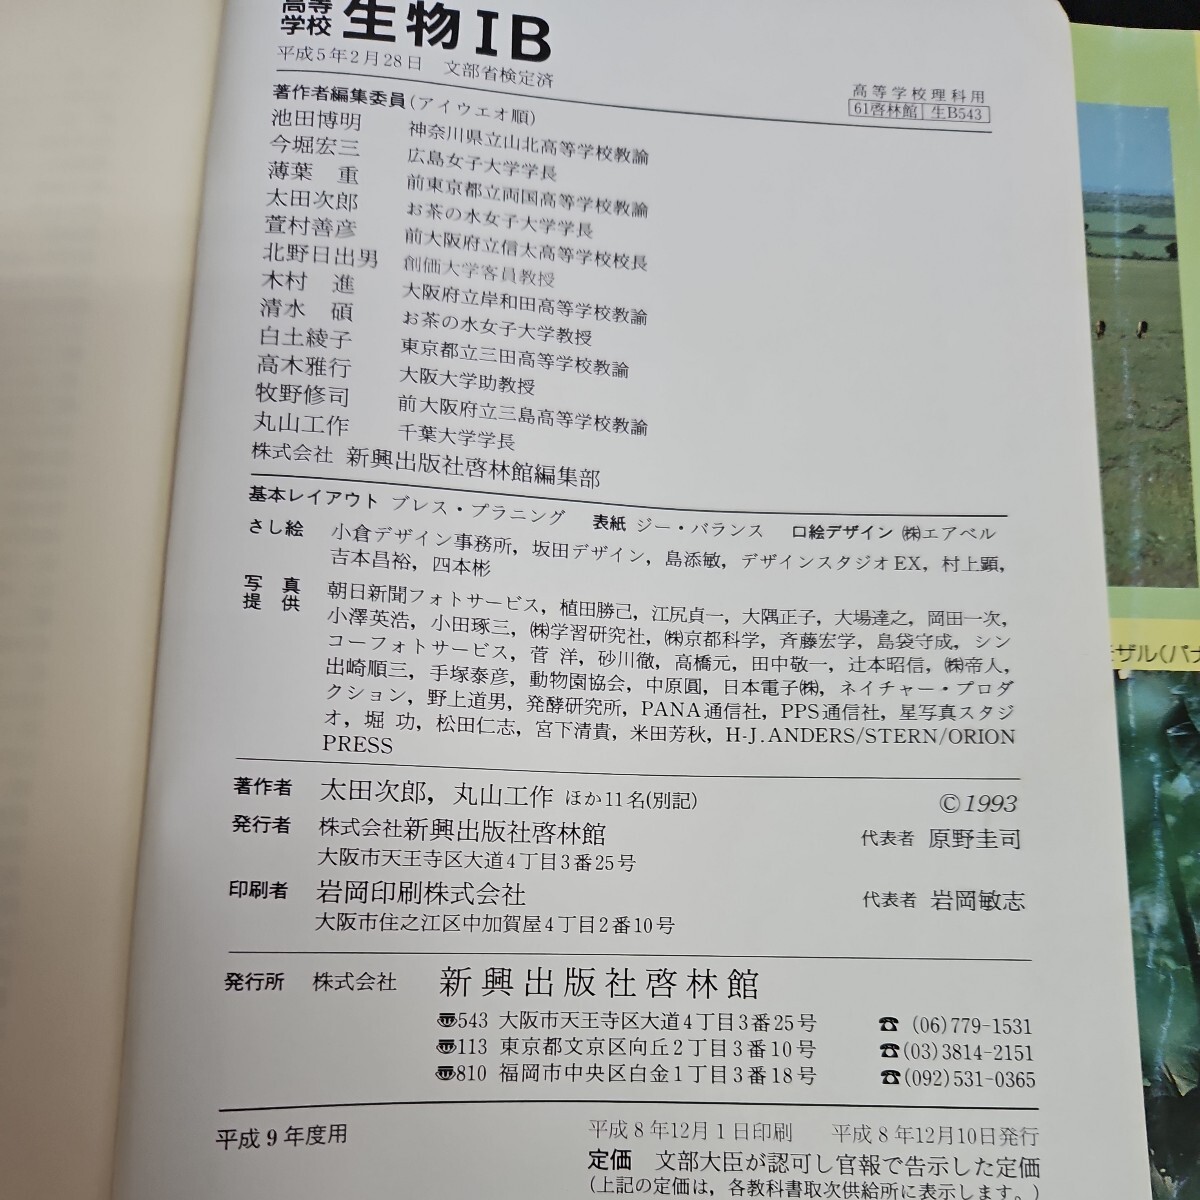 高等学校 生物IB
平成5年2月28日 文部省検定済
高等学校理科用
61啓林館 生B543
著作者編集委員(アイウエオ順)
池田博明 神奈川県立山北高等学校教諭
今堀宏三 広島女子大学学長
薄葉 重 前東京都立両国高等学校教諭
太田次郎 お茶の水女子大学学長
萱村善彦 前大阪府立信太高等学校校長
北野日出男 創価大学客員教授
木村 進 大阪府立岸和田高等学校教諭
清水 碩 お茶の水女子大学教授
白土綾子 東京都立三田高等学校教諭
高木雅行 大阪大学助教授
牧野修司 前大阪府立三島高等学校教諭
丸山工作 千葉大学学長
株式会社 新興出版社啓林館編集部
基本レイアウト プレス・プラニング 表紙 ジー・バランス 口絵デザイン ㈱エアベル
さし絵 小倉デザイン事務所, 坂田デザイン, 島添敏, デザインスタジオEX, 村上顕,
吉本昌裕, 四本彬
写真提供 朝日新聞フォトサービス, 植田勝己, 江尻貞一, 大隅正子, 大場達之, 岡田一次,
小澤英浩, 小田琢三, ㈱学習研究社, ㈱京都科学, 斉藤宏学, 島袋守成, シン
コーフォトサービス, 菅 洋, 砂川徹, 高橋元, 田中敬一, 辻本昭信, ㈱帝人,
出崎順三, 手塚泰彦, 動物園協会, 中原圓, 日本電子㈱, ネイチャー・プロダ
クション, 野上道男, 発酵研究所, PANA通信社, PPS通信社, 星写真スタジ
オ, 堀 功, 松田仁志, 宮下清貴, 米田芳秋, H-J.ANDERS/STERN/ORION
PRESS
著作者 太田次郎, 丸山工作 ほか11名(別記) ©1993
発行者 株式会社新興出版社啓林館 代表者 原野圭司
大阪市天王寺区大道4丁目3番25号
印刷者 岩岡印刷株式会社 代表者 岩岡敏志
大阪市住之江区中加賀屋4丁目2番10号
発行所 株式会社 新興出版社啓林館
〠543 大阪市天王寺区大道4丁目3番25号 ☎ (06)779-1531
〠113 東京都文京区向丘2丁目3番10号 ☎(03)3814-2151
〠810 福岡市中央区白金1丁目3番18号 ☎(092)531-0365
平成9年度用 平成8年12月1日印刷 平成8年12月10日発行
定価 文部大臣が認可し官報で告示した定価
(上記の定価は, 各教科書取次供給所に表示します。)